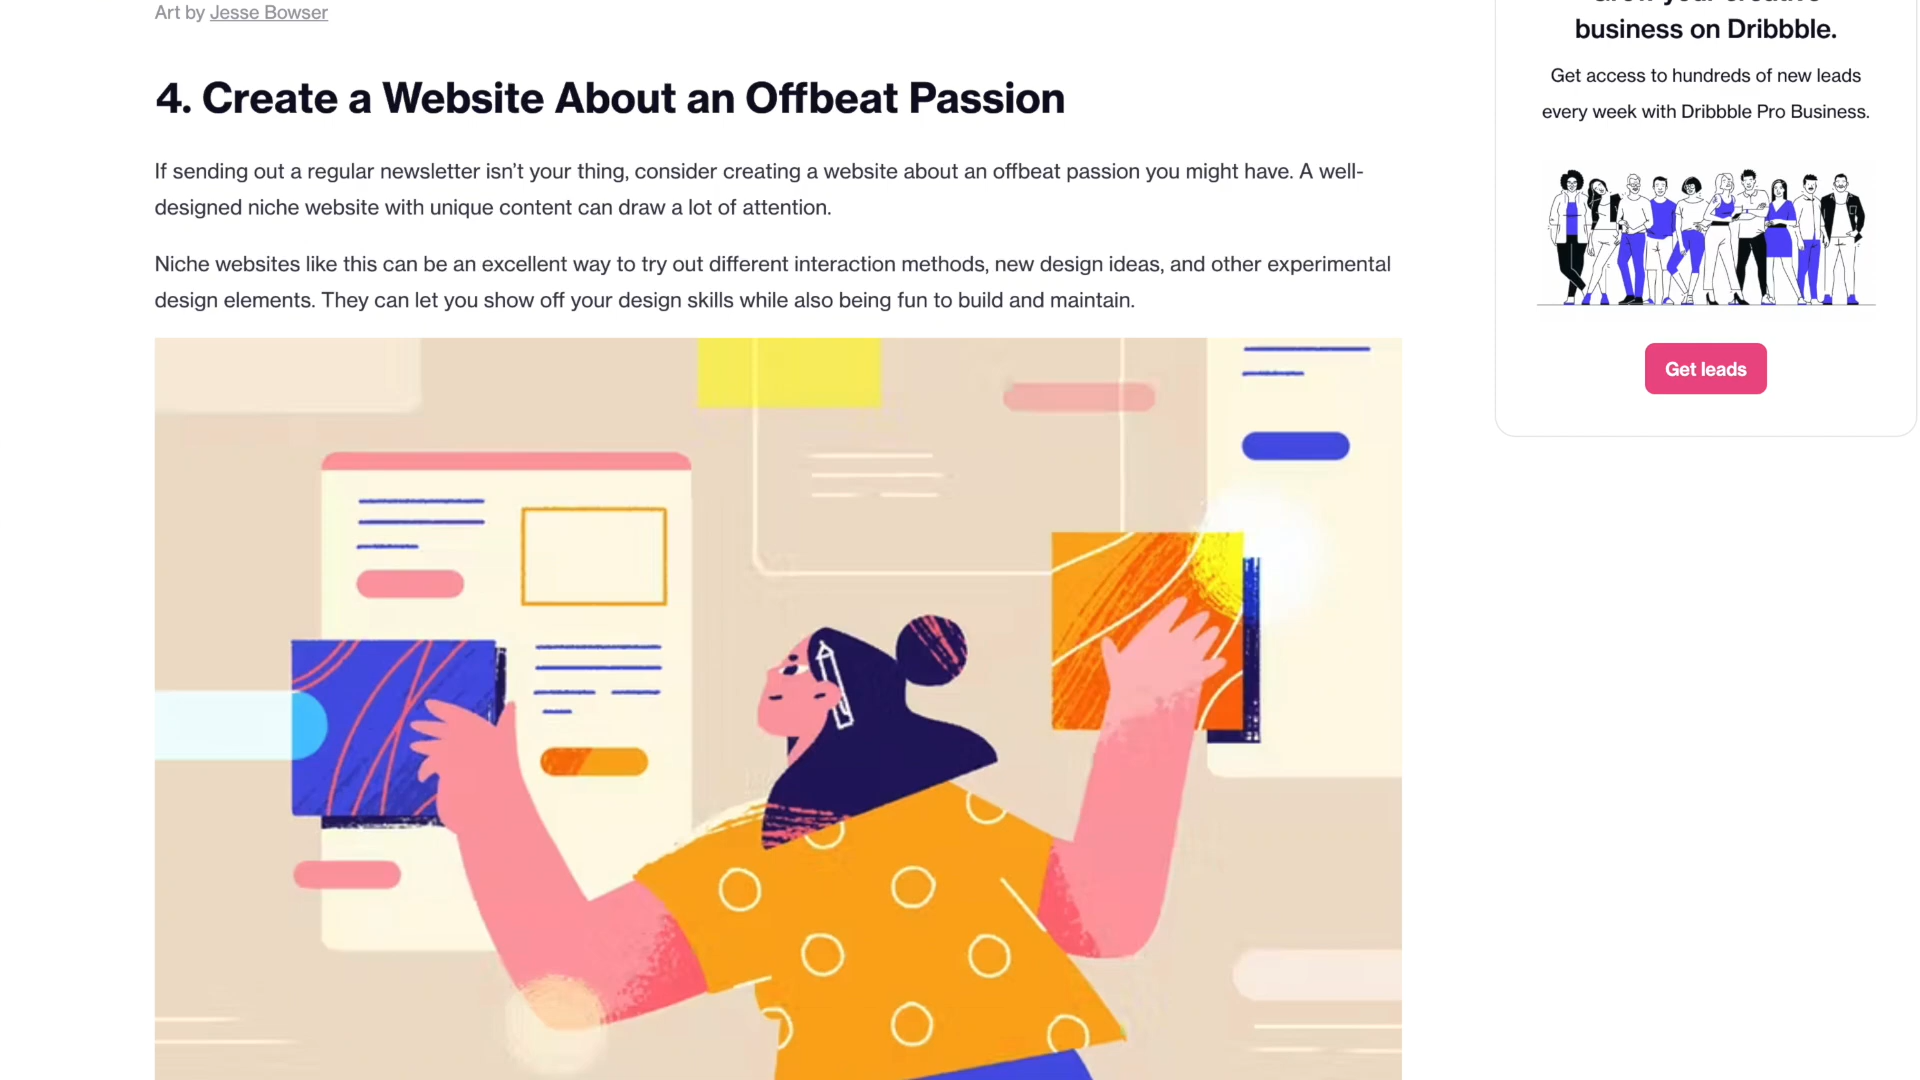 Art by Jesse Bowser
4. Create a Website About an Offbeat Passion
If sending out a regular newsletter isn’t your thing, consider creating a website about an offbeat passion you might have. A well-
designed niche website with unique content can draw a lot of attention.
Niche websites like this can be an excellent way to try out different interaction methods, new design ideas, and other experimental
design elements. They can let you show off your design skills while also being fun to build and maintain.
business on Dribbble.
Get access to hundreds of new leads
every week with Dribbble Pro Business.
Get leads